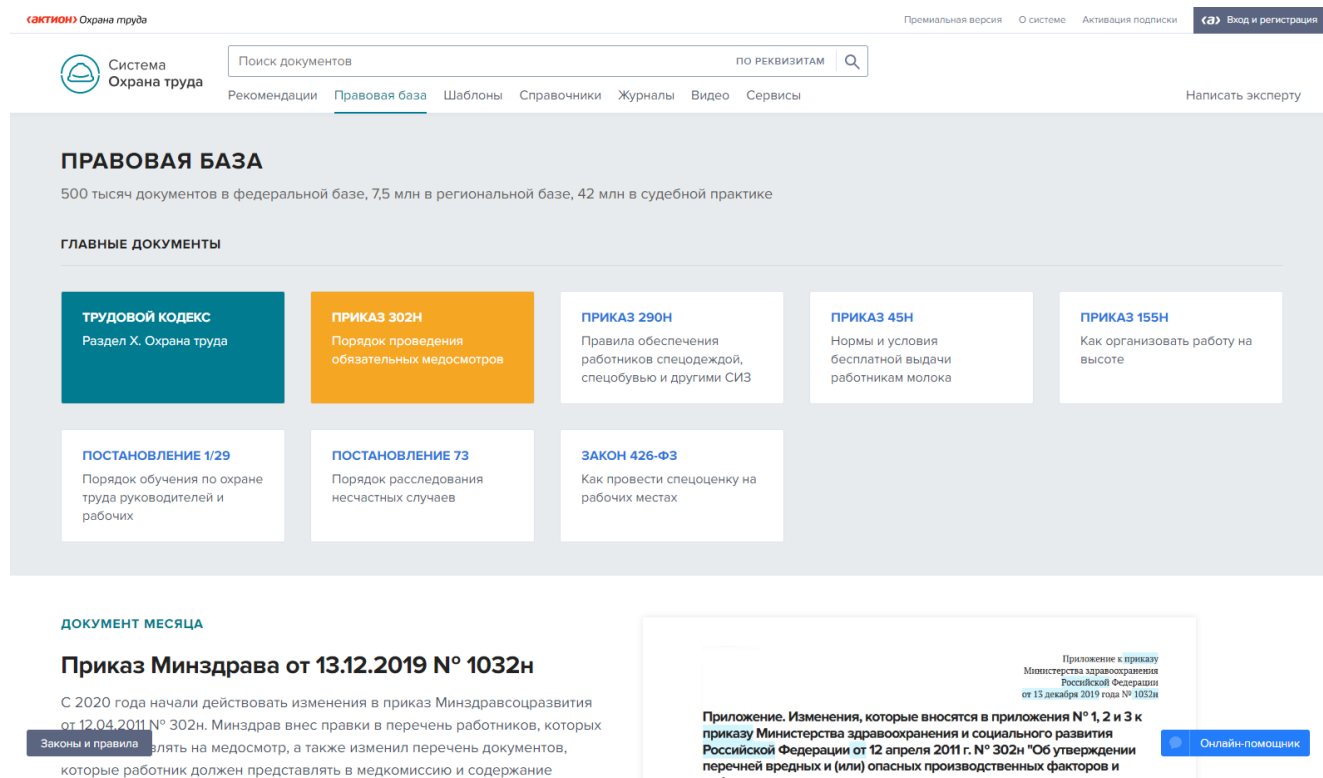 ‹актион› Охрана труда
Премиальная версия О системе Активация подписки ‹а› Вход и регистрация
Система
Охрана труда
Поиск документов ПО РЕКВИЗИТАМ
Рекомендации Правовая база Шаблоны Справочники Журналы Видео Сервисы Написать эксперту
ПРАВОВАЯ БАЗА
500 тысяч документов в федеральной базе, 7,5 млн в региональной базе, 42 млн в судебной практике
ГЛАВНЫЕ ДОКУМЕНТЫ
ТРУДОВОЙ КОДЕКС
Раздел X. Охрана труда
ПРИКАЗ 302Н
Порядок проведения
обязательных медосмотров
ПРИКАЗ 290Н
Правила обеспечения
работников спецодеждой,
спецобувью и другими СИЗ
ПРИКАЗ 45Н
Нормы и условия
бесплатной выдачи
работникам молока
ПРИКАЗ 155Н
Как организовать работу на
высоте
ПОСТАНОВЛЕНИЕ 1/29
Порядок обучения по охране
труда руководителей и
рабочих
ПОСТАНОВЛЕНИЕ 73
Порядок расследования
несчастных случаев
ЗАКОН 426-ФЗ
Как провести спецоценку на
рабочих местах
ДОКУМЕНТ МЕСЯЦА
Приказ Минздрава от 13.12.2019 № 1032н
С 2020 года начали действовать изменения в приказ Минздравсоцразвития
от 12.04.2011 № 302н. Минздрав внес правки в перечень работников, которых
влять на медосмотр, а также изменил перечень документов,
которые работник должен представлять в медкомиссию и содержание
Законы и правила
Приложение к приказу
Министерства здравоохранения
Российской Федерации
от 13 декабря 2019 года № 1032н
Приложение. Изменения, которые вносятся в приложения № 1, 2 и 3 к
приказу Министерства здравоохранения и социального развития
Российской Федерации от 12 апреля 2011 г. № 302н "Об утверждении
перечней вредных и (или) опасных производственных факторов и
Онлайн-помощник